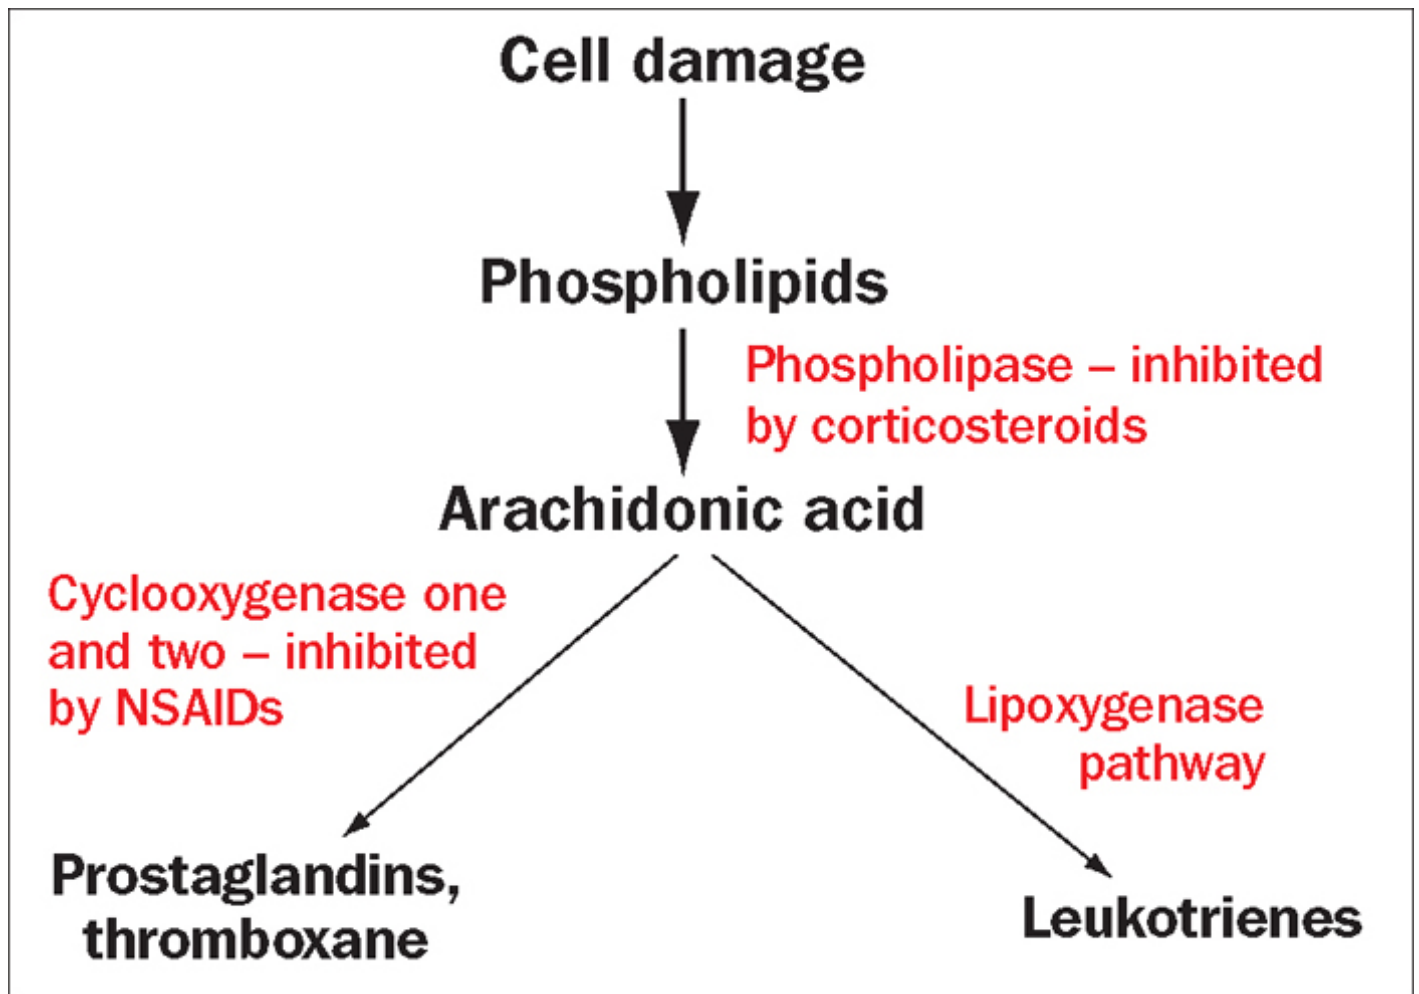 Cell damage
Phospholipids
Phospholipase – inhibited
by corticosteroids
Arachidonic acid
Cyclooxygenase one
and two – inhibited
by NSAIDs
Lipoxygenase
pathway
Prostaglandins,
thromboxane
Leukotrienes